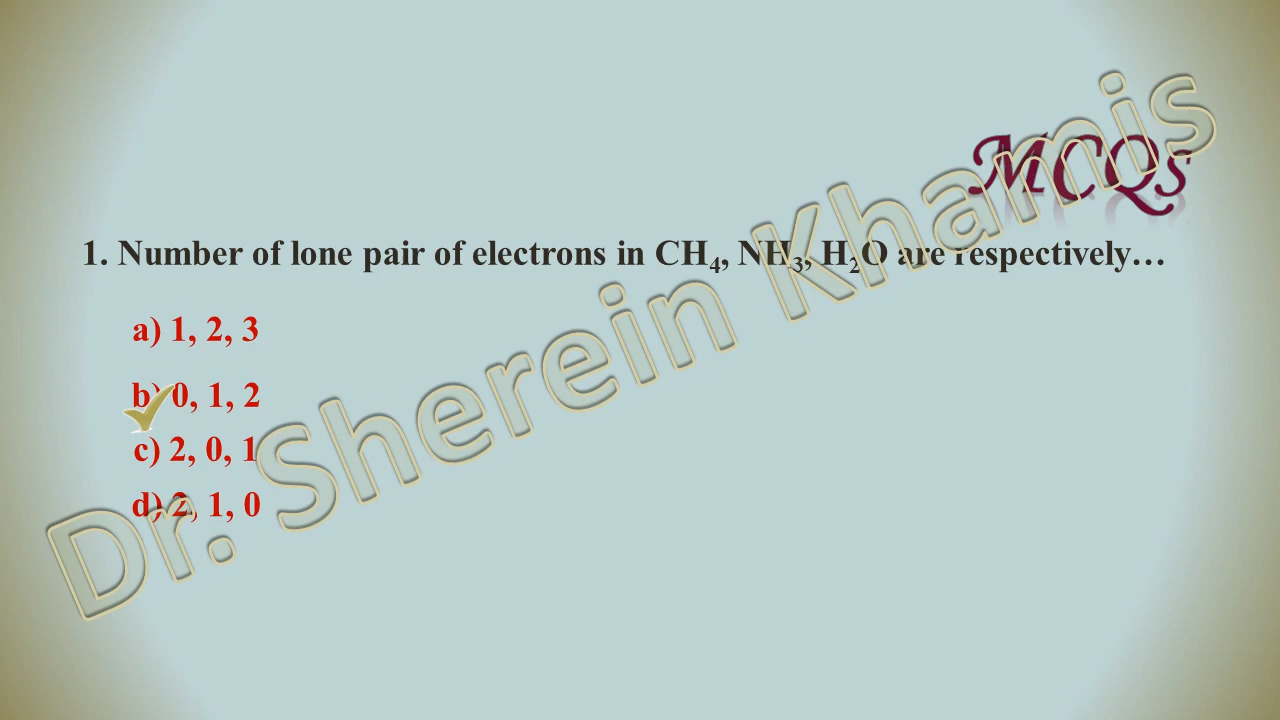 MCQs
1. Number of lone pair of electrons in CH₄, NH₃, H₂O are respectively…
a) 1, 2, 3
b) 0, 1, 2
c) 2, 0, 1
d) 2, 1, 0
Dr. Sherein Khamis